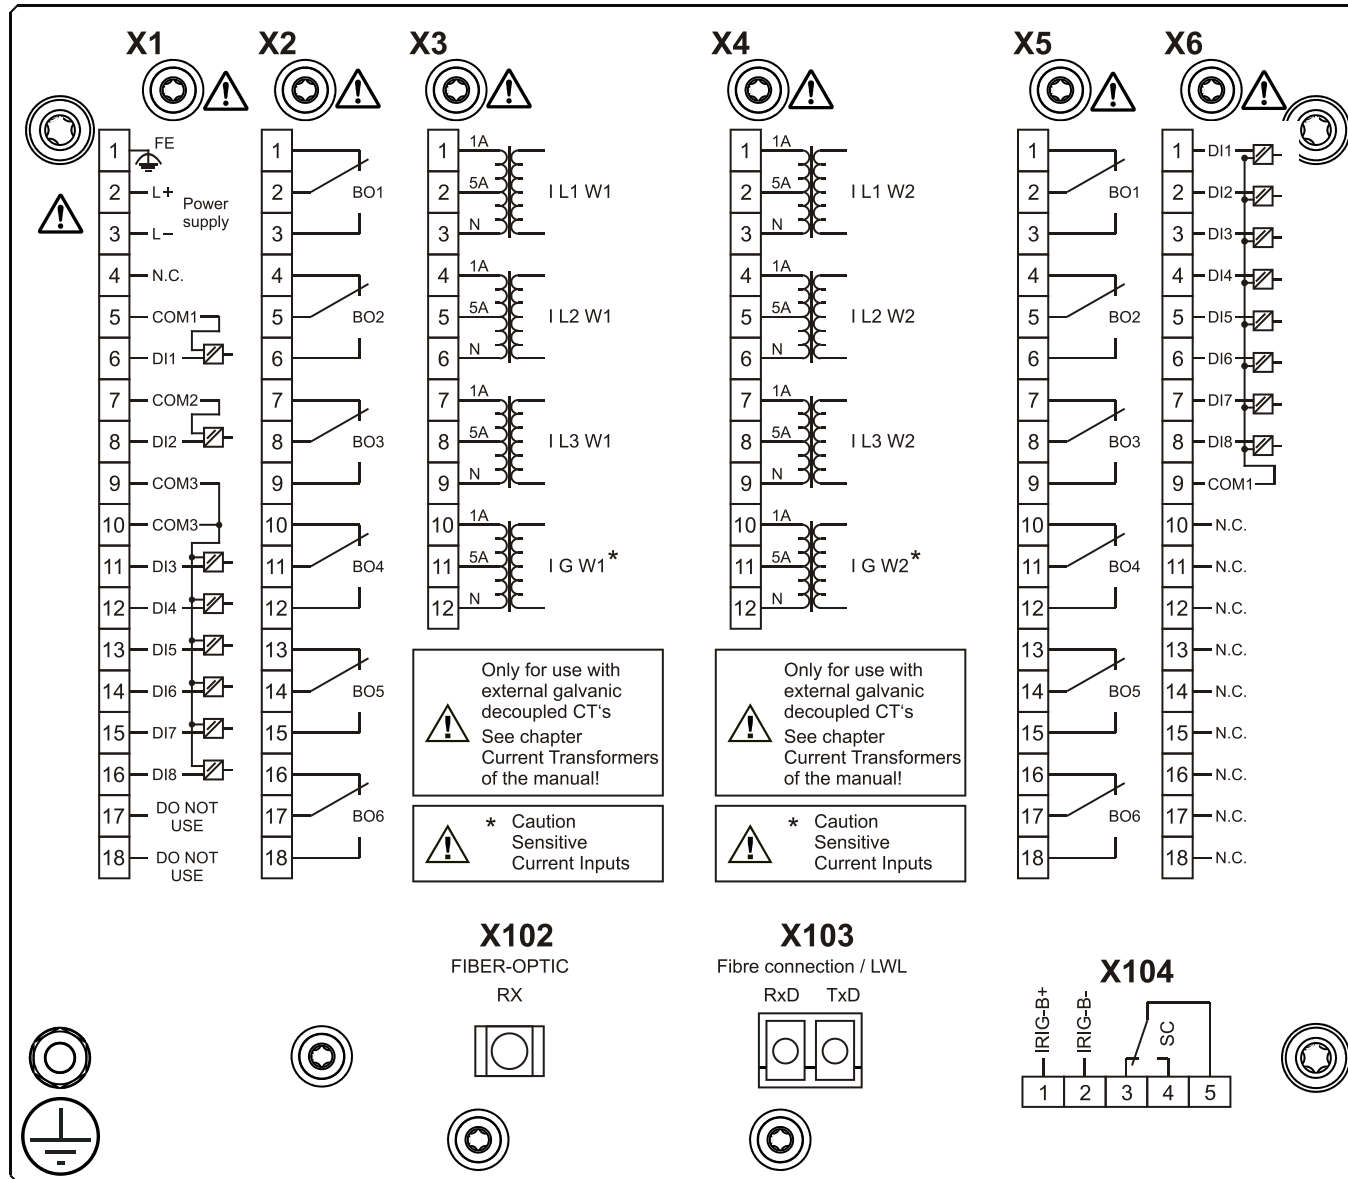 X1
X2
X3
X4
X5
X6
1 FE
2 L+
Power
supply
3 L–
4 N.C.
5 COM1
6 DI1
7 COM2
8 DI2
9 COM3
10 COM3
11 DI3
12 DI4
13 DI5
14 DI6
15 DI7
16 DI8
17 DO NOT
USE
18 DO NOT
USE
1
2 BO1
3
4
5 BO2
6
7
8 BO3
9
10
11 BO4
12
13
14 BO5
15
16
17 BO6
18
1 1A
2 5A I L1 W1
3 N
4 1A
5 5A I L2 W1
6 N
7 1A
8 5A I L3 W1
9 N
10 1A
11 5A I G W1*
12 N
Only for use with
external galvanic
decoupled CT‘s
See chapter
Current Transformers
of the manual!
* Caution
Sensitive
Current Inputs
1 1A
2 5A I L1 W2
3 N
4 1A
5 5A I L2 W2
6 N
7 1A
8 5A I L3 W2
9 N
10 1A
11 5A I G W2*
12 N
Only for use with
external galvanic
decoupled CT‘s
See chapter
Current Transformers
of the manual!
* Caution
Sensitive
Current Inputs
1
2 BO1
3
4
5 BO2
6
7
8 BO3
9
10
11 BO4
12
13
14 BO5
15
16
17 BO6
18
1 DI1
2 DI2
3 DI3
4 DI4
5 DI5
6 DI6
7 DI7
8 DI8
9 COM1
10 N.C.
11 N.C.
12 N.C.
13 N.C.
14 N.C.
15 N.C.
16 N.C.
17 N.C.
18 N.C.
X102
FIBER-OPTIC
RX
X103
Fibre connection / LWL
RxD TxD
X104
IRIG-B+
IRIG-B-
SC
1 2 3 4 5